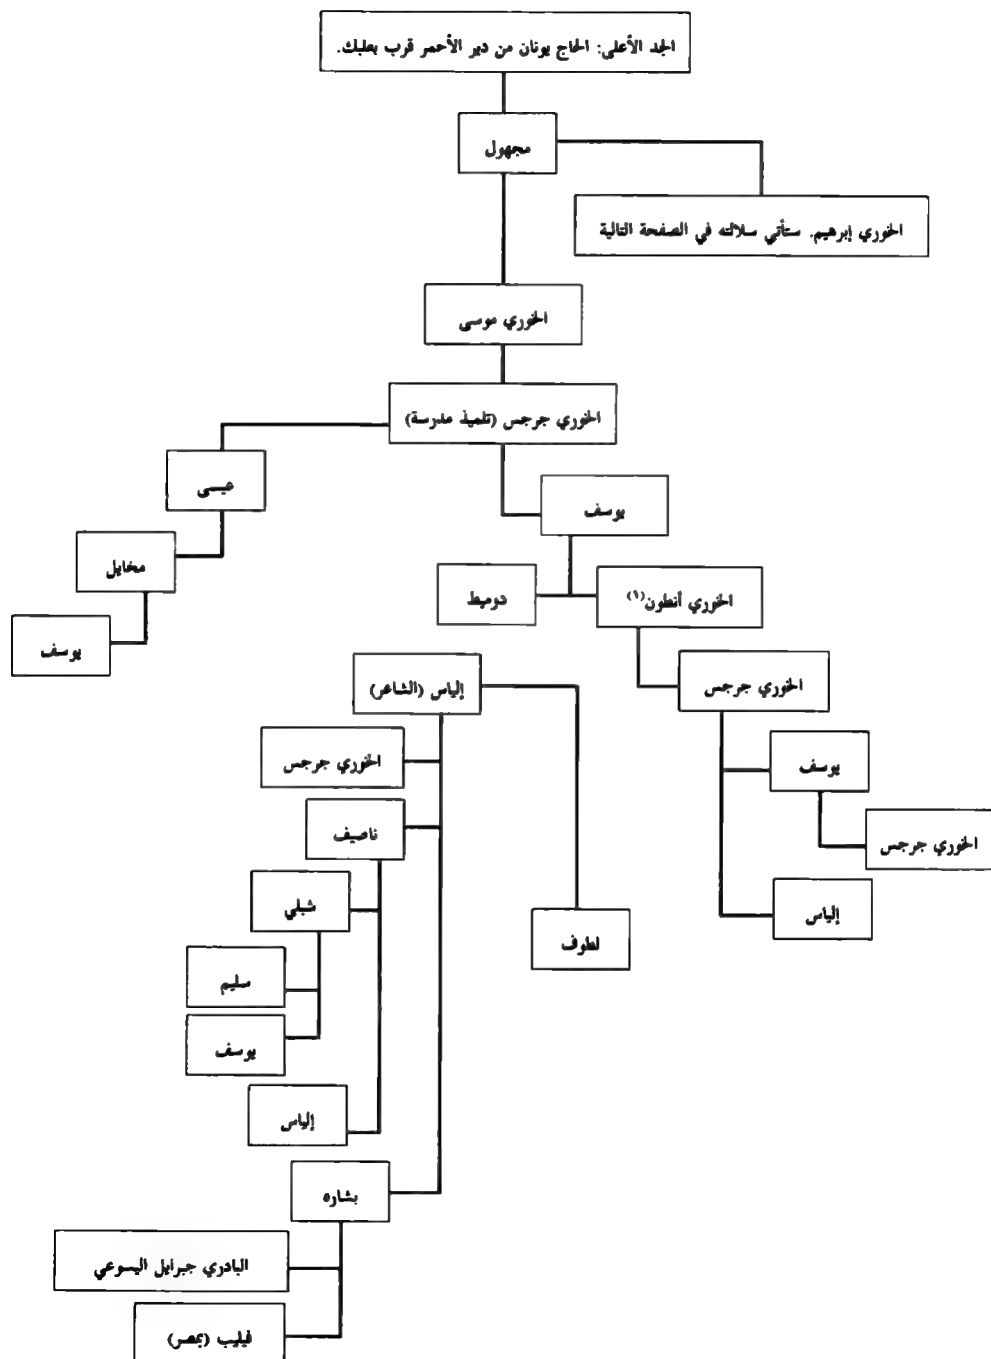 الجد الأعلى: الحاج يونان من دير الأحمر قرب بعلبك.
مجهول
الخوري إبرهيم. ستأتي سلالته في الصفحة التالية
الخوري موسى
الخوري جرجس (تلميذ مدرسة)
عيسى
يوسف
مخايل
دوميط
الخوري أنطون(١)
يوسف
إلياس (الشاعر)
الخوري جرجس
الخوري جرجس
يوسف
ناصيف
الخوري جرجس
شبلي
إلياس
لطوف
سليم
يوسف
إلياس
بشاره
البادري جبرايل اليسوعي
فيليب (بمصر)